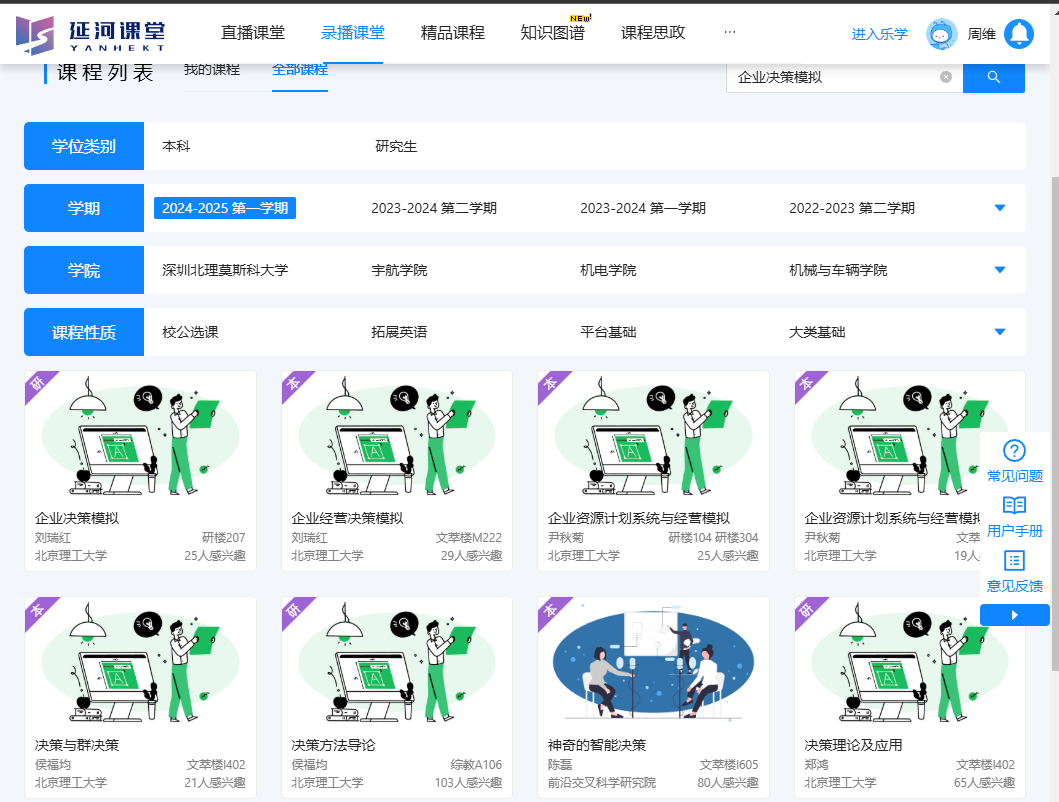 延河课堂
YANHEKT
直播课堂 录播课堂 精品课程 知识图谱 NEW! 课程思政 ... 进入乐学 周维
课程列表 我的课程 全部课程 企业决策模拟
学位类别 本科 研究生
学期 2024-2025 第一学期 2023-2024 第二学期 2023-2024 第一学期 2022-2023 第二学期
学院 深圳北理莫斯科大学 宇航学院 机电学院 机械与车辆学院
课程性质 校公选课 拓展英语 平台基础 大类基础
研
企业决策模拟
刘瑞红 研楼207
北京理工大学 25人感兴趣
本
企业经营决策模拟
刘瑞红 文萃楼M222
北京理工大学 29人感兴趣
本
企业资源计划系统与经营模拟
尹秋菊 研楼104 研楼304
北京理工大学 25人感兴趣
本
企业资源计划系统与经营模
尹秋菊 文萃
北京理工大学 19人
常见问题
用户手册
意见反馈
本
决策与群决策
侯福均 文萃楼I402
北京理工大学 21人感兴趣
研
决策方法导论
侯福均 综教A106
北京理工大学 103人感兴趣
本
神奇的智能决策
陈磊 文萃楼I605
前沿交叉科学研究院 80人感兴趣
研
决策理论及应用
郑鸿 文萃楼I402
北京理工大学 65人感兴趣